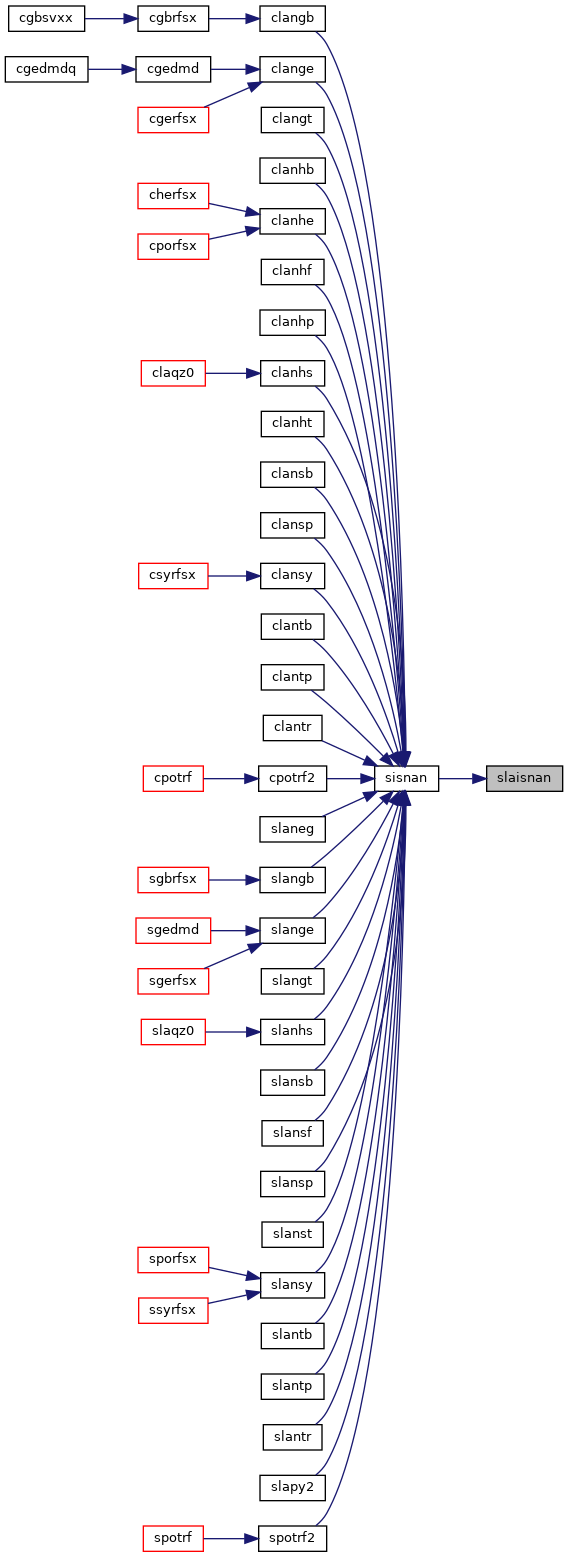 cgbsvxx
cgbrfsx
clangb
cgedmdq
cgedmd
clange
cgerfsx
clangt
clanhb
cherfsx
clanhe
cporfsx
clanhf
clanhp
claqz0
clanhs
clanht
clansb
clansp
csyrfsx
clansy
clantb
clantp
clantr
cpotrf
cpotrf2
sisnan
slaisnan
slaneg
sgbrfsx
slangb
sgedmd
slange
sgerfsx
slangt
slaqz0
slanhs
slansb
slansf
slansp
slanst
sporfsx
slansy
ssyrfsx
slantb
slantp
slantr
slapy2
spotrf
spotrf2